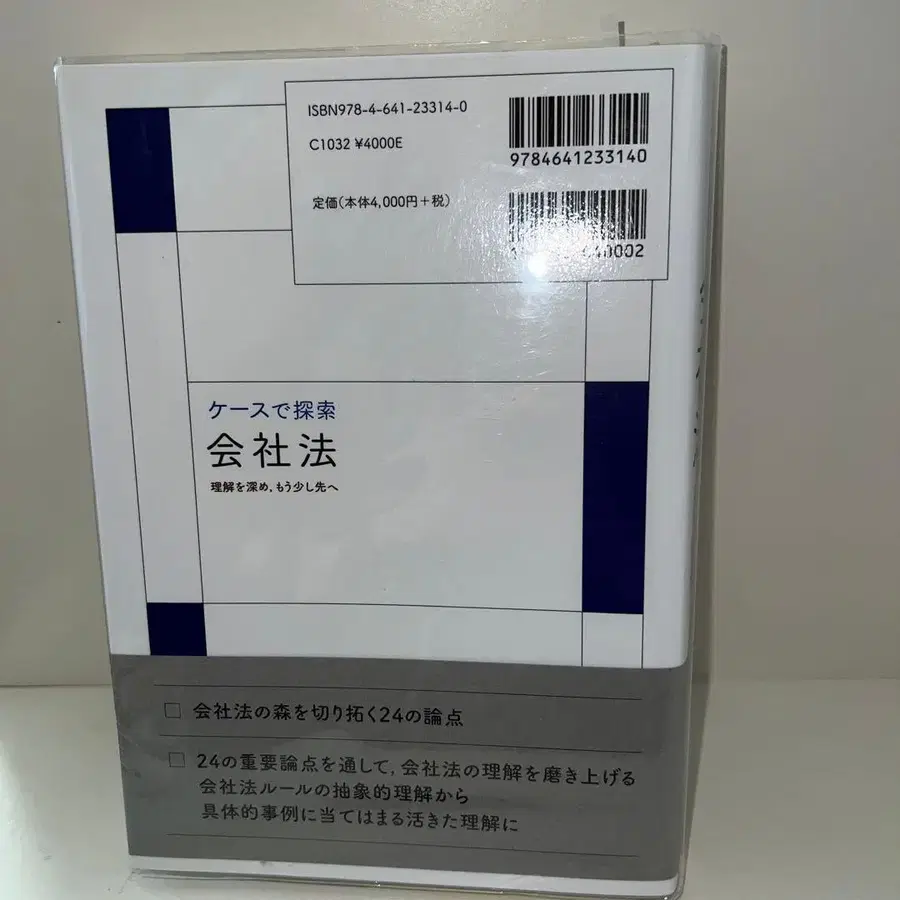 ISBN978-4-641-23314-0
C1032 ¥4000E
定価(本体4,000円+税)
9784641233140
ケースで探索
会社法
理解を深め,もう少し先へ
□ 会社法の森を切り拓く24の論点
□ 24の重要論点を通して,会社法の理解を磨き上げる
会社法ルールの抽象的理解から
具体的事例に当てはまる活きた理解に